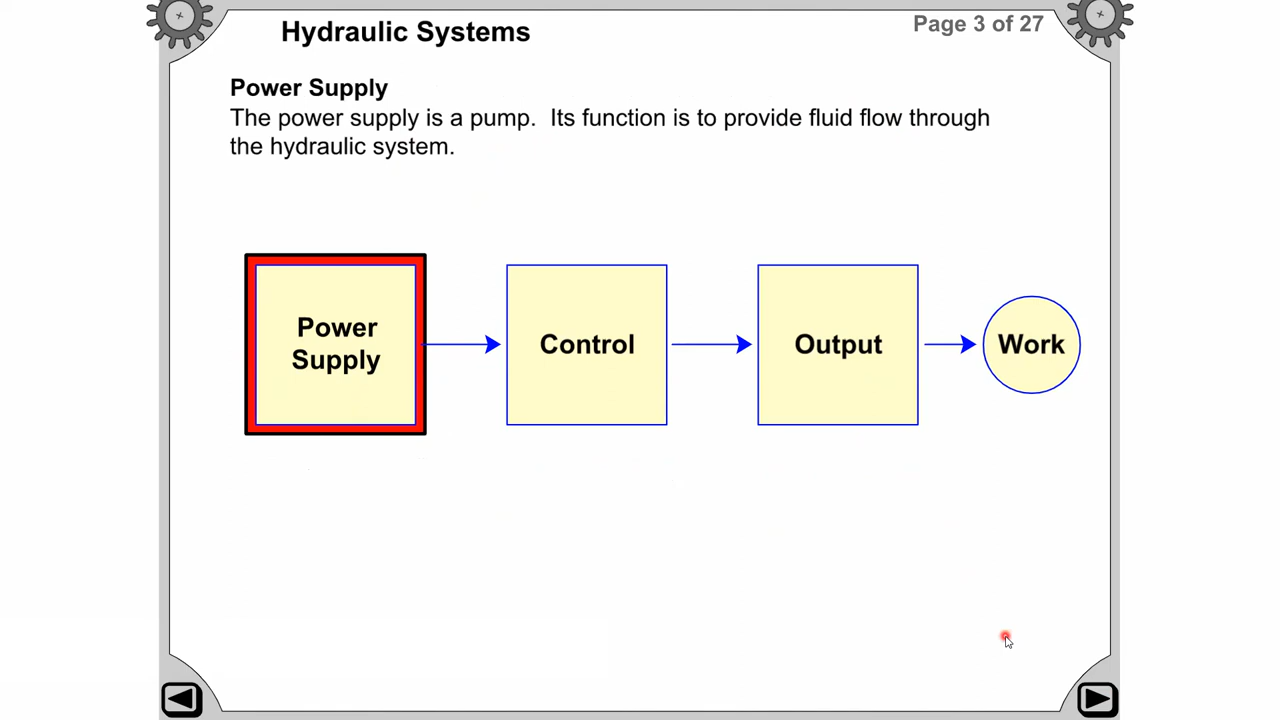 Hydraulic Systems
Page 3 of 27
Power Supply
The power supply is a pump.  Its function is to provide fluid flow through
the hydraulic system.
Power
Supply
Control
Output
Work